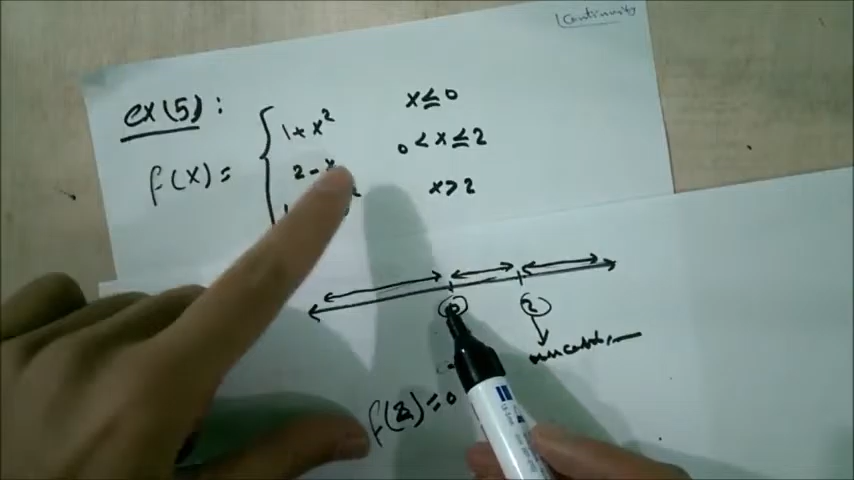 Continuity
ex(5):
f(x) = { 1 + x² x ≤ 0
2 - x 0 < x ≤ 2
x > 2
0 2
f(2) = 0